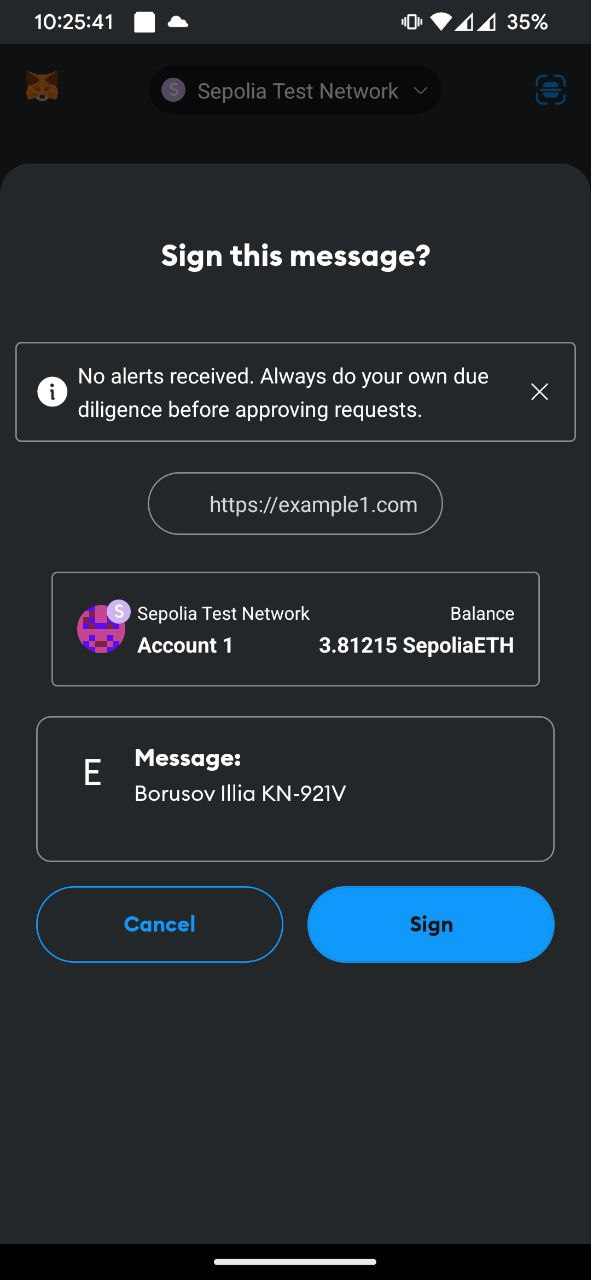 10:25:41 35%
S Sepolia Test Network
Sign this message?
No alerts received. Always do your own due
diligence before approving requests.
https://example1.com
S Sepolia Test Network Balance
Account 1 3.81215 SepoliaETH
E Message:
Borusov Illia KN-921V
Cancel Sign